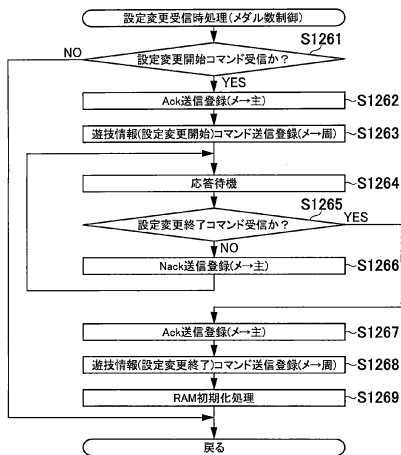 設定変更受信時処理(メダル数制御)
S1261
NO
設定変更開始コマンド受信か？
YES
Ack送信登録(メ→主)
S1262
遊技情報(設定変更開始)コマンド送信登録(メ→周)
S1263
応答待機
S1264
S1265
設定変更終了コマンド受信か？
YES
NO
Nack送信登録(メ→主)
S1266
Ack送信登録(メ→主)
S1267
遊技情報(設定変更終了)コマンド送信登録(メ→周)
S1268
RAM初期化処理
S1269
戻る